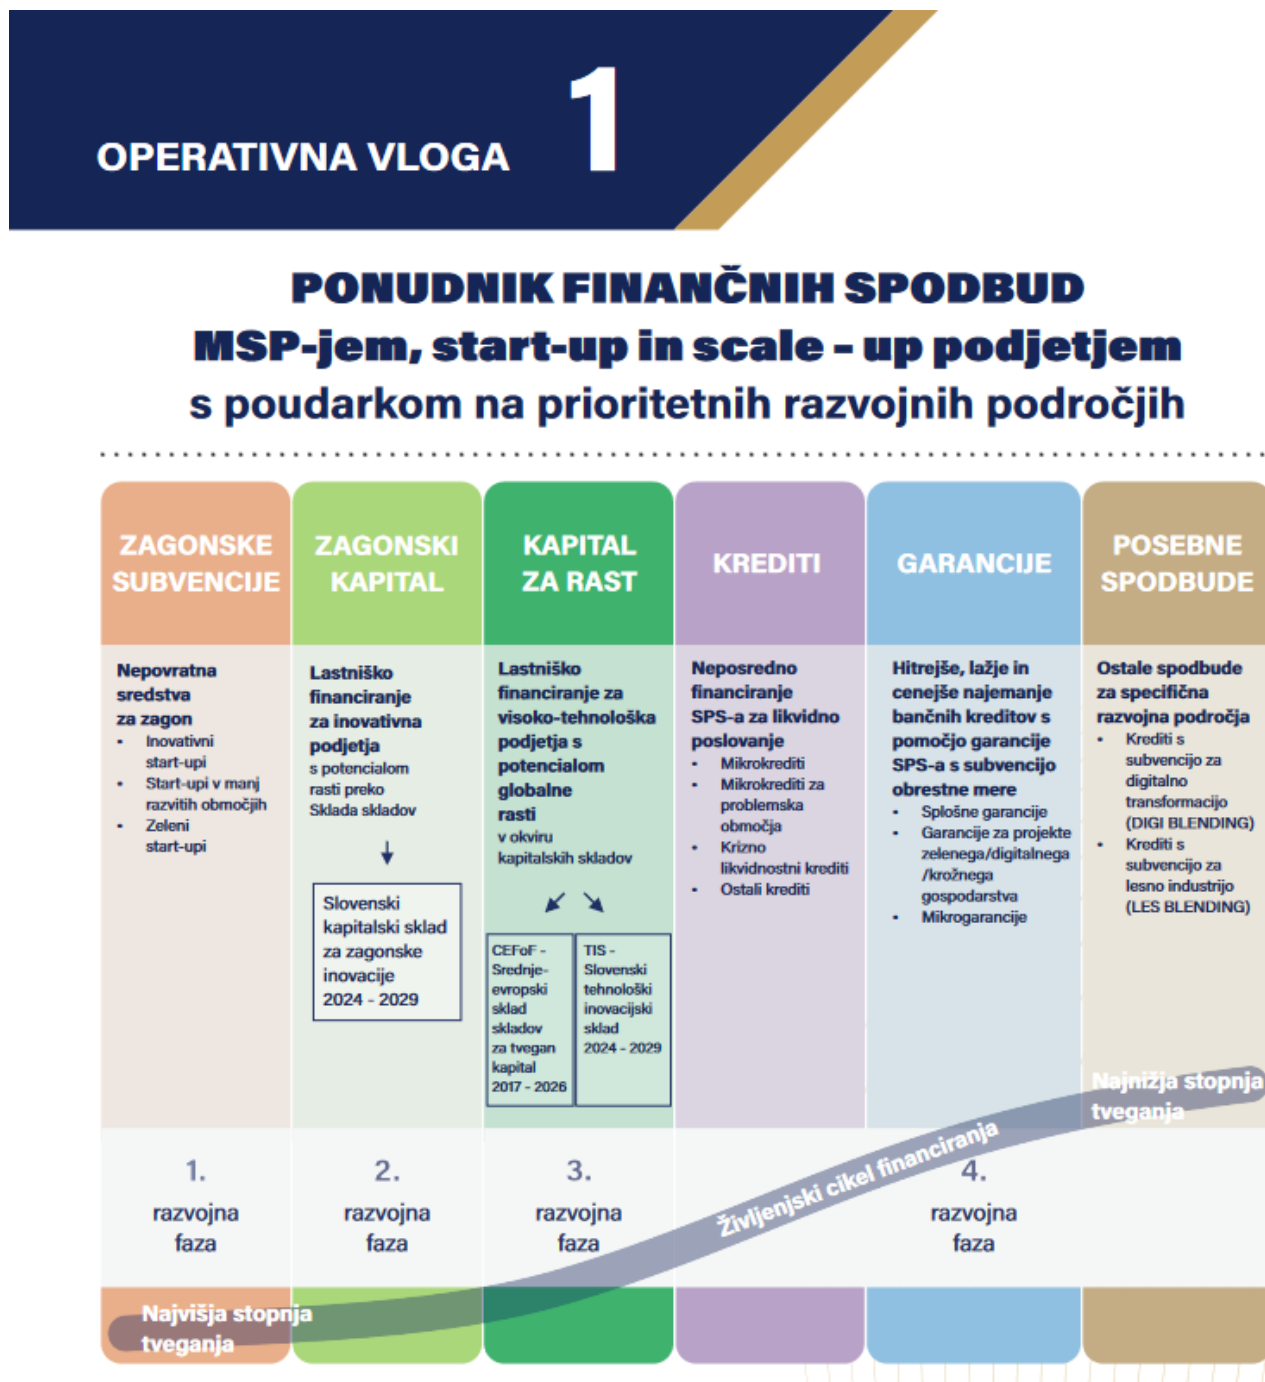 OPERATIVNA VLOGA 1
PONUDNIK FINANČNIH SPODBUD
MSP-jem, start-up in scale - up podjetjem
s poudarkom na prioritetnih razvojnih področjih
ZAGONSKE
SUBVENCIJE
Nepovratna
sredstva
za zagon
• Inovativni
start-upi
• Start-upi v manj
razvitih območjih
• Zeleni
start-upi
1.
razvojna
faza
ZAGONSKI
KAPITAL
Lastniško
financiranje
za inovativna
podjetja
s potencialom
rasti preko
Sklada skladov
Slovenski
kapitalski sklad
za zagonske
inovacije
2024 - 2029
2.
razvojna
faza
KAPITAL
ZA RAST
Lastniško
financiranje za
visoko-tehnološka
podjetja s
potencialom
globalne
rasti
v okviru
kapitalskih skladov
CEFoF -
Srednje-
evropski
sklad
skladov
za tvegan
kapital
2017 - 2026
TIS -
Slovenski
tehnološki
inovacijski
sklad
2024 - 2029
3.
razvojna
faza
KREDITI
Neposredno
financiranje
SPS-a za likvidno
poslovanje
• Mikrokrediti
• Mikrokrediti za
problemska
območja
• Krizno
likvidnostni krediti
• Ostali krediti
GARANCIJE
Hitrejše, lažje in
cenejše najemanje
bančnih kreditov s
pomočjo garancije
SPS-a s subvencijo
obrestne mere
• Splošne garancije
• Garancije za projekte
zelenega/digitalnega
/krožnega
gospodarstva
• Mikrogarancije
4.
razvojna
faza
POSEBNE
SPODBUDE
Ostale spodbude
za specifična
razvojna področja
• Krediti s
subvencijo za
digitalno
transformacijo
(DIGI BLENDING)
• Krediti s
subvencijo za
lesno industrijo
(LES BLENDING)
Najnižja stopnja
tveganja
Življenjski cikel financiranja
Najvišja stopnja
tveganja